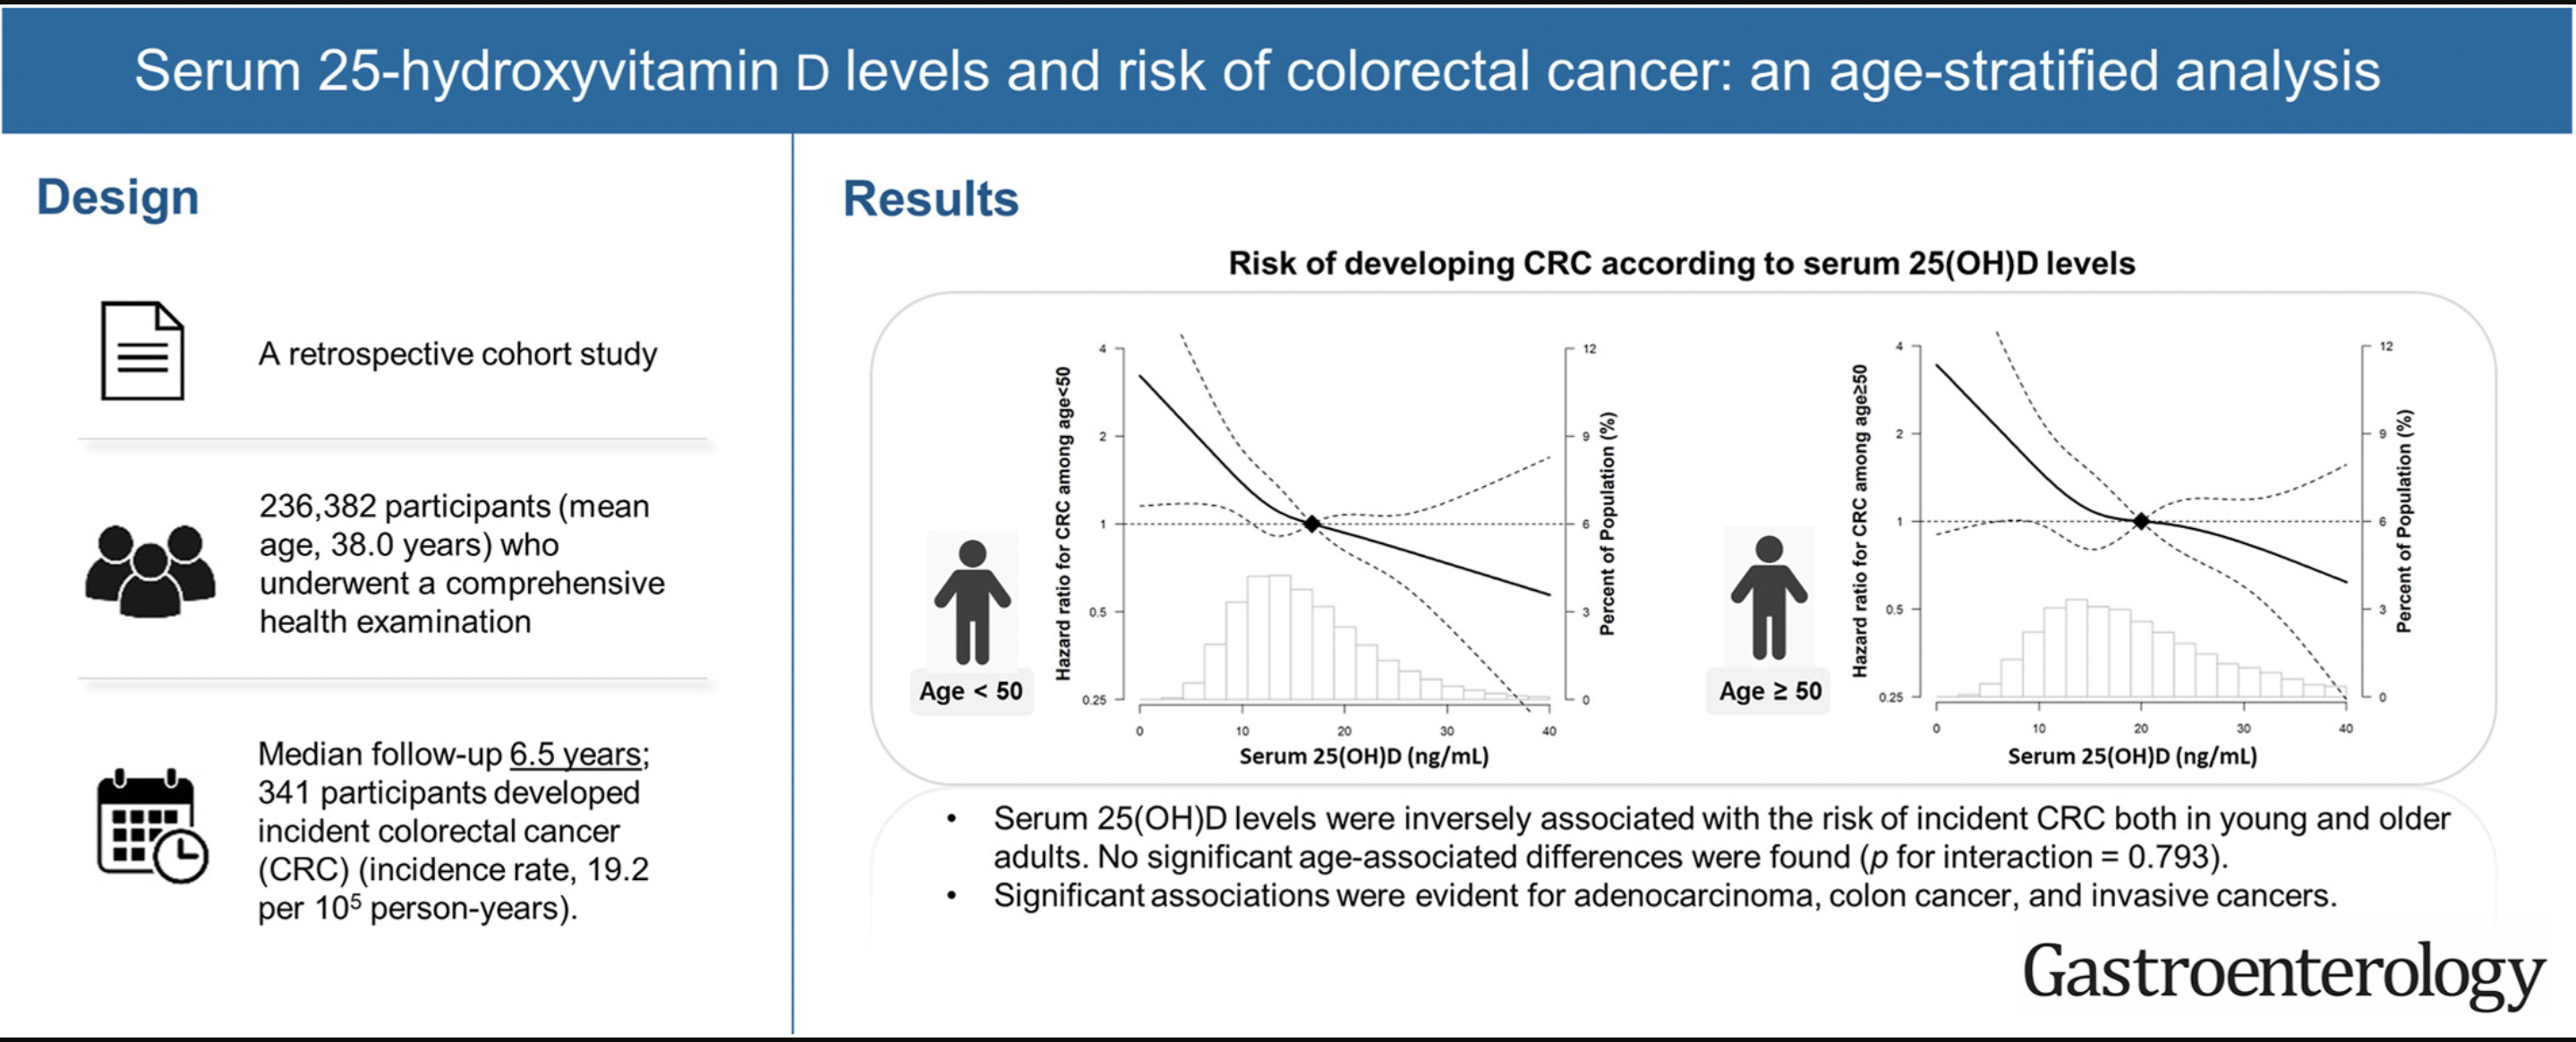 Serum 25-hydroxyvitamin D levels and risk of colorectal cancer: an age-stratified analysis
Design
A retrospective cohort study
236,382 participants (mean
age, 38.0 years) who
underwent a comprehensive
health examination
Median follow-up 6.5 years;
341 participants developed
incident colorectal cancer
(CRC) (incidence rate, 19.2
per 10⁵ person-years).
Results
Risk of developing CRC according to serum 25(OH)D levels
Age < 50
Hazard ratio for CRC among age<50
4
2
1
0.5
0.25
12
9
6
3
0
Percent of Population (%)
0 10 20 30 40
Serum 25(OH)D (ng/mL)
Age ≥ 50
Hazard ratio for CRC among age≥50
4
2
1
0.5
0.25
12
9
6
3
0
Percent of Population (%)
0 10 20 30 40
Serum 25(OH)D (ng/mL)
• Serum 25(OH)D levels were inversely associated with the risk of incident CRC both in young and older
adults. No significant age-associated differences were found (p for interaction = 0.793).
• Significant associations were evident for adenocarcinoma, colon cancer, and invasive cancers.
Gastroenterology